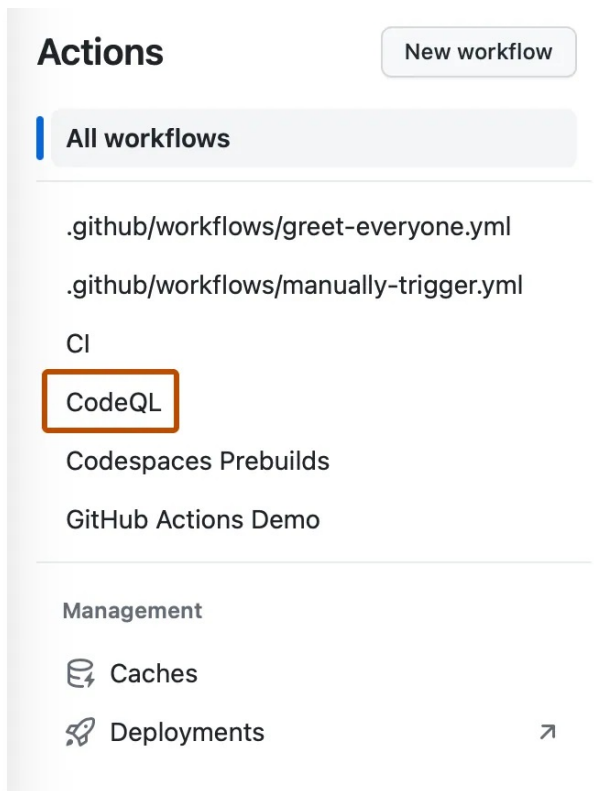 Actions
New workflow
All workflows
.github/workflows/greet-everyone.yml
.github/workflows/manually-trigger.yml
CI
CodeQL
Codespaces Prebuilds
GitHub Actions Demo
Management
Caches
Deployments